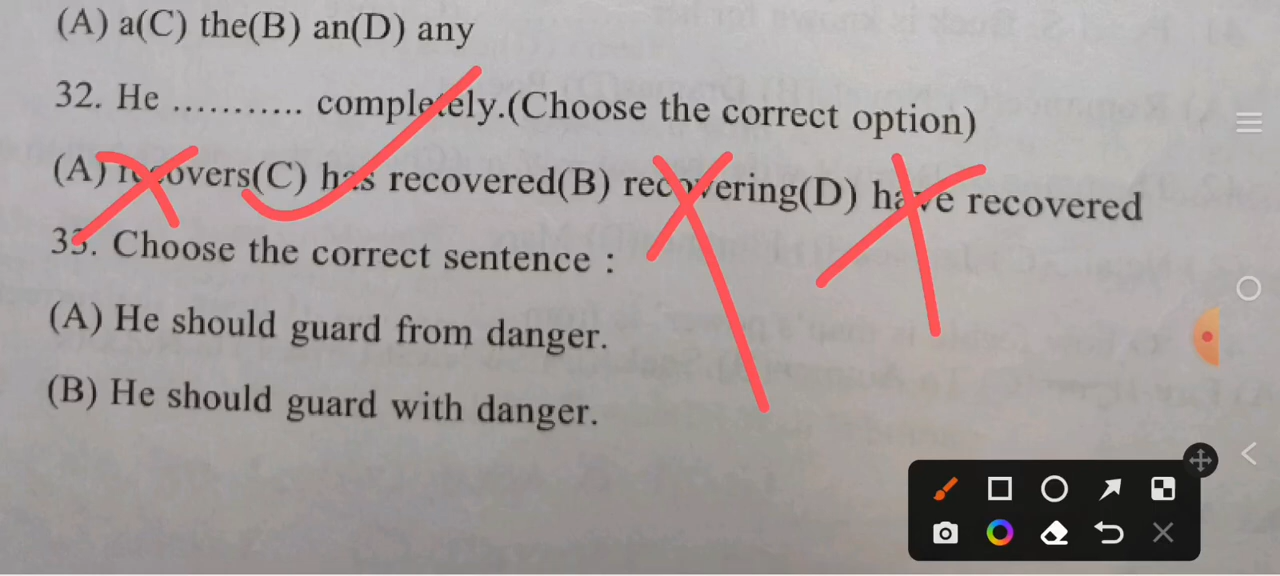 (A) a(C) the(B) an(D) any
32. He ........... completely.(Choose the correct option)
(A) recovers(C) has recovered(B) recovering(D) have recovered
33. Choose the correct sentence :
(A) He should guard from danger.
(B) He should guard with danger.